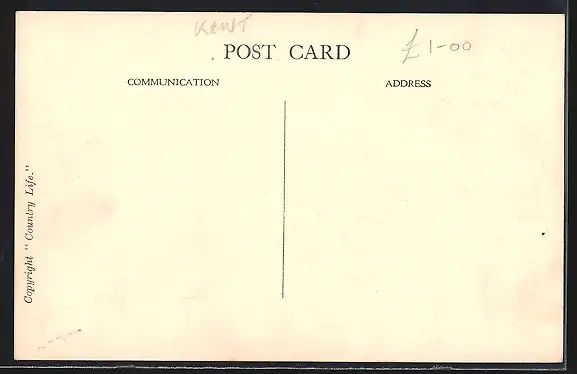 Kent
£1-00
POST CARD
COMMUNICATION
ADDRESS
Copyright "Country Life."